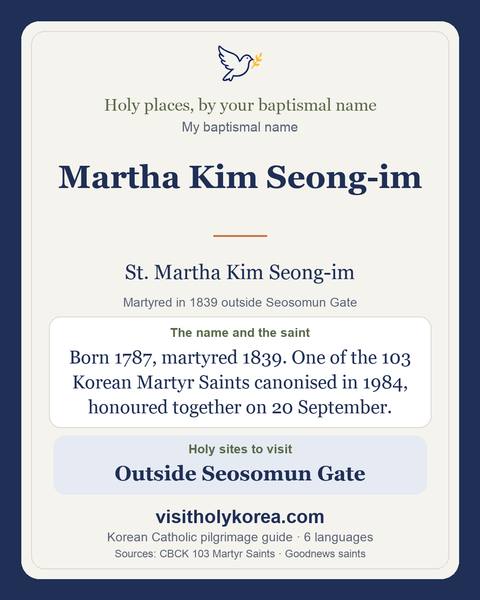 Holy places, by your baptismal name
My baptismal name
Martha Kim Seong-im
St. Martha Kim Seong-im
Martyred in 1839 outside Seosomun Gate
The name and the saint
Born 1787, martyred 1839. One of the 103
Korean Martyr Saints canonised in 1984,
honoured together on 20 September.
Holy sites to visit
Outside Seosomun Gate
visitholykorea.com
Korean Catholic pilgrimage guide · 6 languages
Sources: CBCK 103 Martyr Saints · Goodnews saints